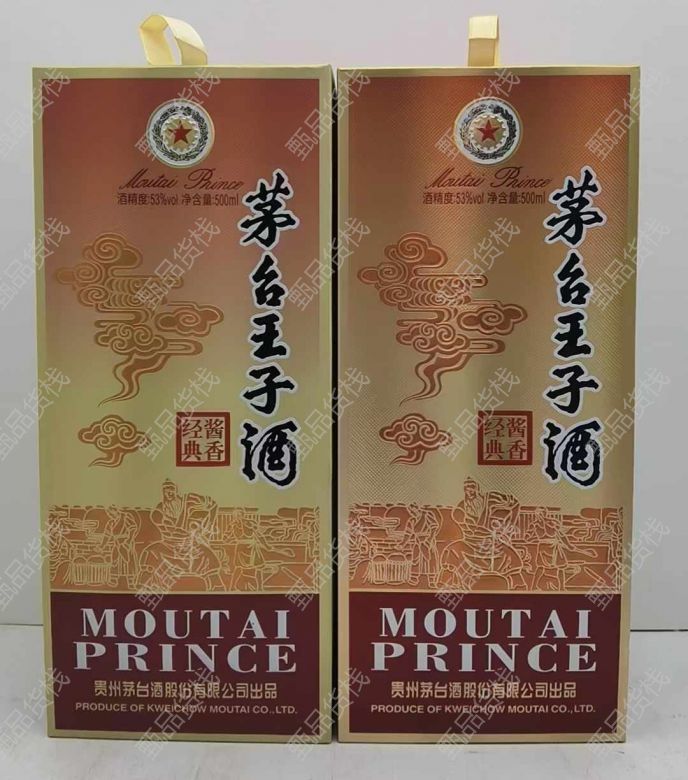 Moutai Prince
酒精度:53%vol 净含量:500ml
茅台王子酒
酱香
经典
MOUTAI
PRINCE
贵州茅台酒股份有限公司出品
PRODUCE OF KWEICHOW MOUTAI CO.,LTD.
Moutai Prince
酒精度:53%vol 净含量:500ml
茅台王子酒
酱香
经典
MOUTAI
PRINCE
贵州茅台酒股份有限公司出品
PRODUCE OF KWEICHOW MOUTAI CO.,LTD.
甄品货栈